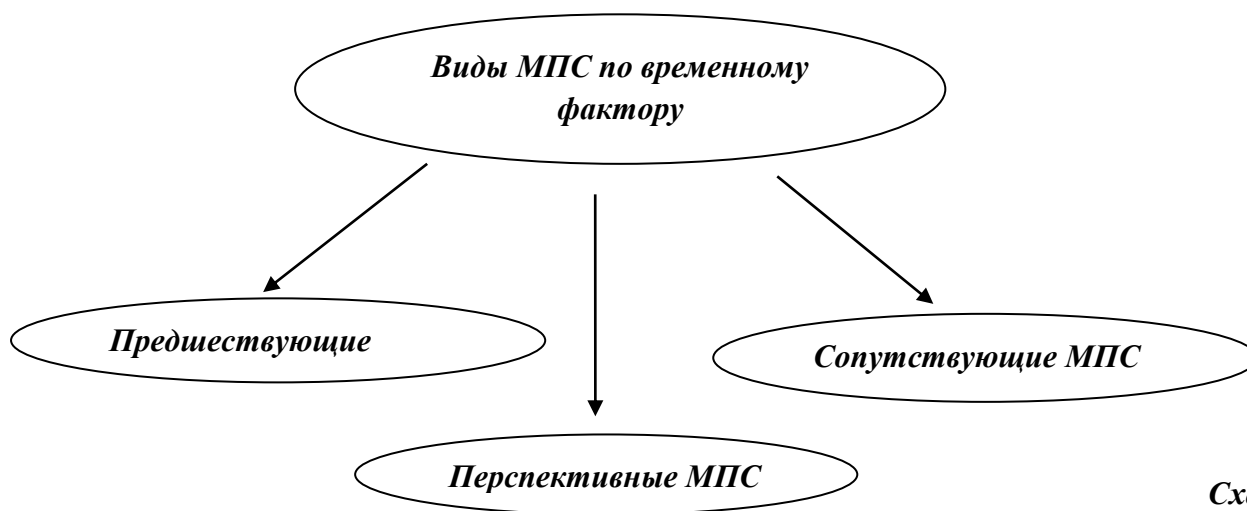 Виды МПС по временному
фактору
Предшествующие
Сопутствующие МПС
Перспективные МПС